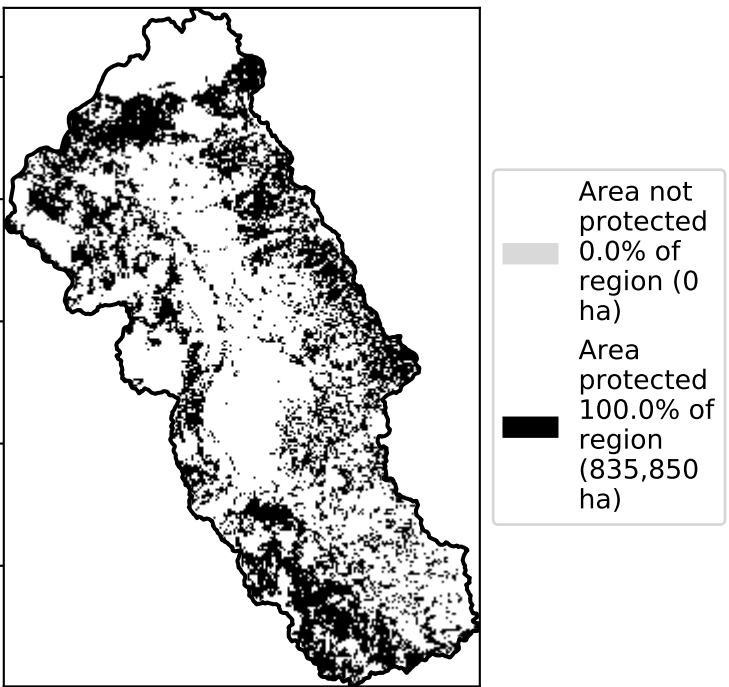 Area not
protected
0.0% of
region (0
ha)
Area
protected
100.0% of
region
(835,850
ha)